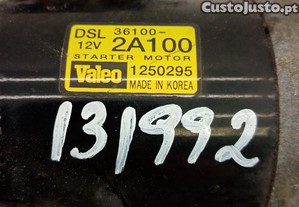 CustoJusto.pt
DSL 36100-
12V 2A100
STARTER MOTOR
Valeo 1250295
MADE IN KOREA
131992